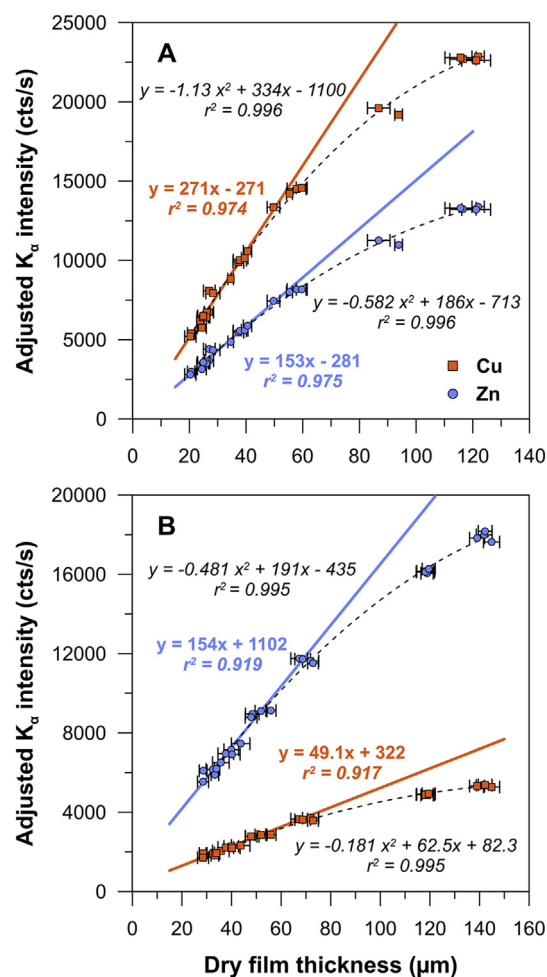 25000
20000
15000
10000
5000
0
Adjusted Kα intensity (cts/s)
A
y = -1.13 x² + 334x - 1100
r² = 0.996
y = 271x - 271
r² = 0.974
y = -0.582 x² + 186x - 713
r² = 0.996
y = 153x - 281
r² = 0.975
Cu
Zn
0 20 40 60 80 100 120 140
20000
16000
12000
8000
4000
0
Adjusted Kα intensity (cts/s)
B
y = -0.481 x² + 191x - 435
r² = 0.995
y = 154x + 1102
r² = 0.919
y = 49.1x + 322
r² = 0.917
y = -0.181 x² + 62.5x + 82.3
r² = 0.995
0 20 40 60 80 100 120 140 160
Dry film thickness (µm)